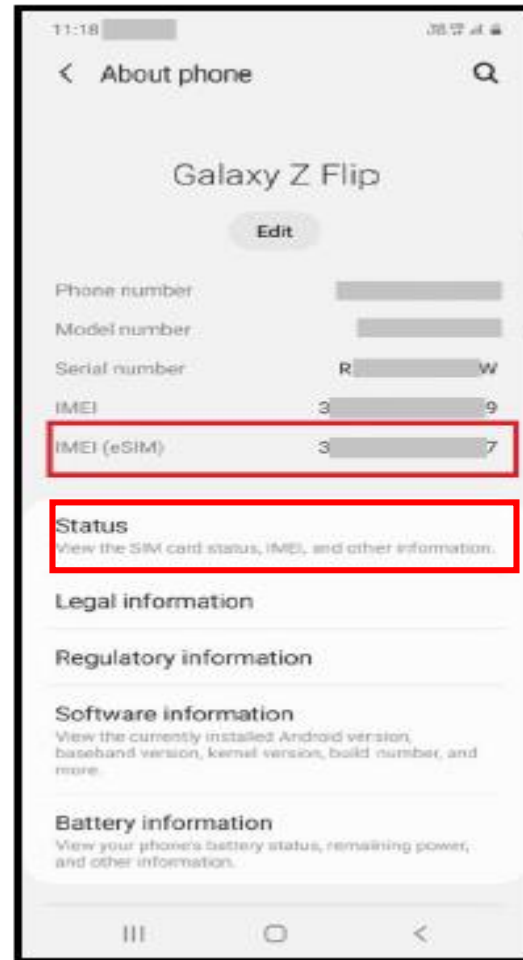 11:18
About phone
Galaxy Z Flip
Edit
Phone number
Model number
Serial number R W
IMEI 3 9
IMEI (eSIM) 3 7
Status
View the SIM card status, IMEI, and other information.
Legal information
Regulatory information
Software information
View the currently installed Android version,
baseband version, kernel version, build number, and
more.
Battery information
View your phone's battery status, remaining power,
and other information.